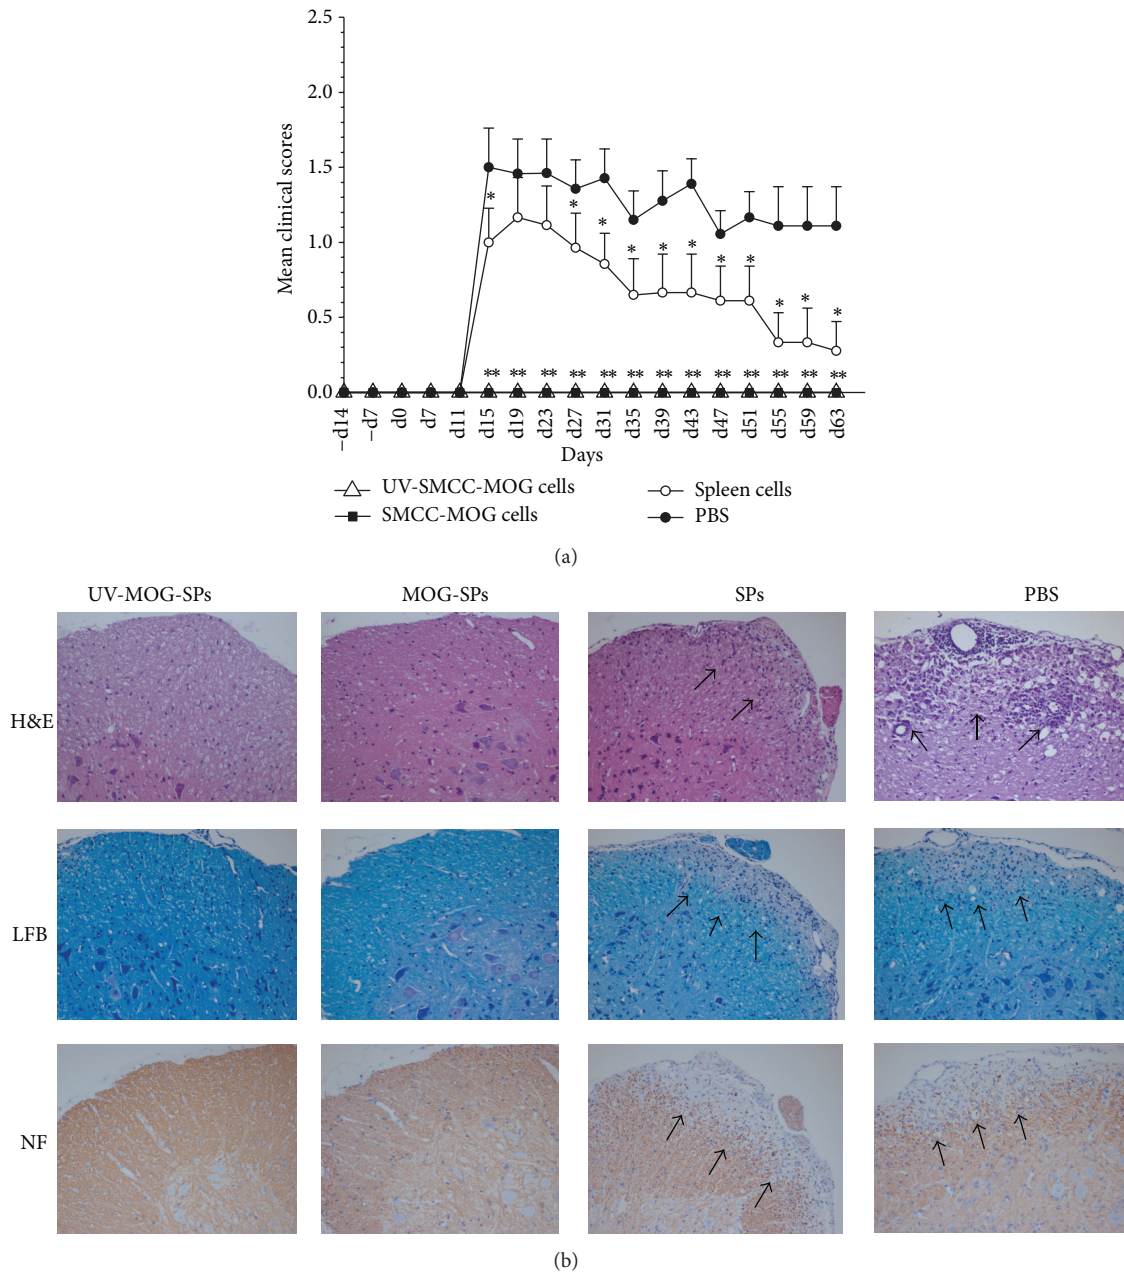 2.5
2.0
1.5
1.0
0.5
0.0
Mean clinical scores
* * * * * * * * * * *
** ** ** ** ** ** ** ** ** ** ** ** **
−d14 −d7 d0 d7 d11 d15 d19 d23 d27 d31 d35 d39 d43 d47 d51 d55 d59 d63
Days
UV-SMCC-MOG cells Spleen cells
SMCC-MOG cells PBS
(a)
UV-MOG-SPs MOG-SPs SPs PBS
H&E
LFB
NF
(b)